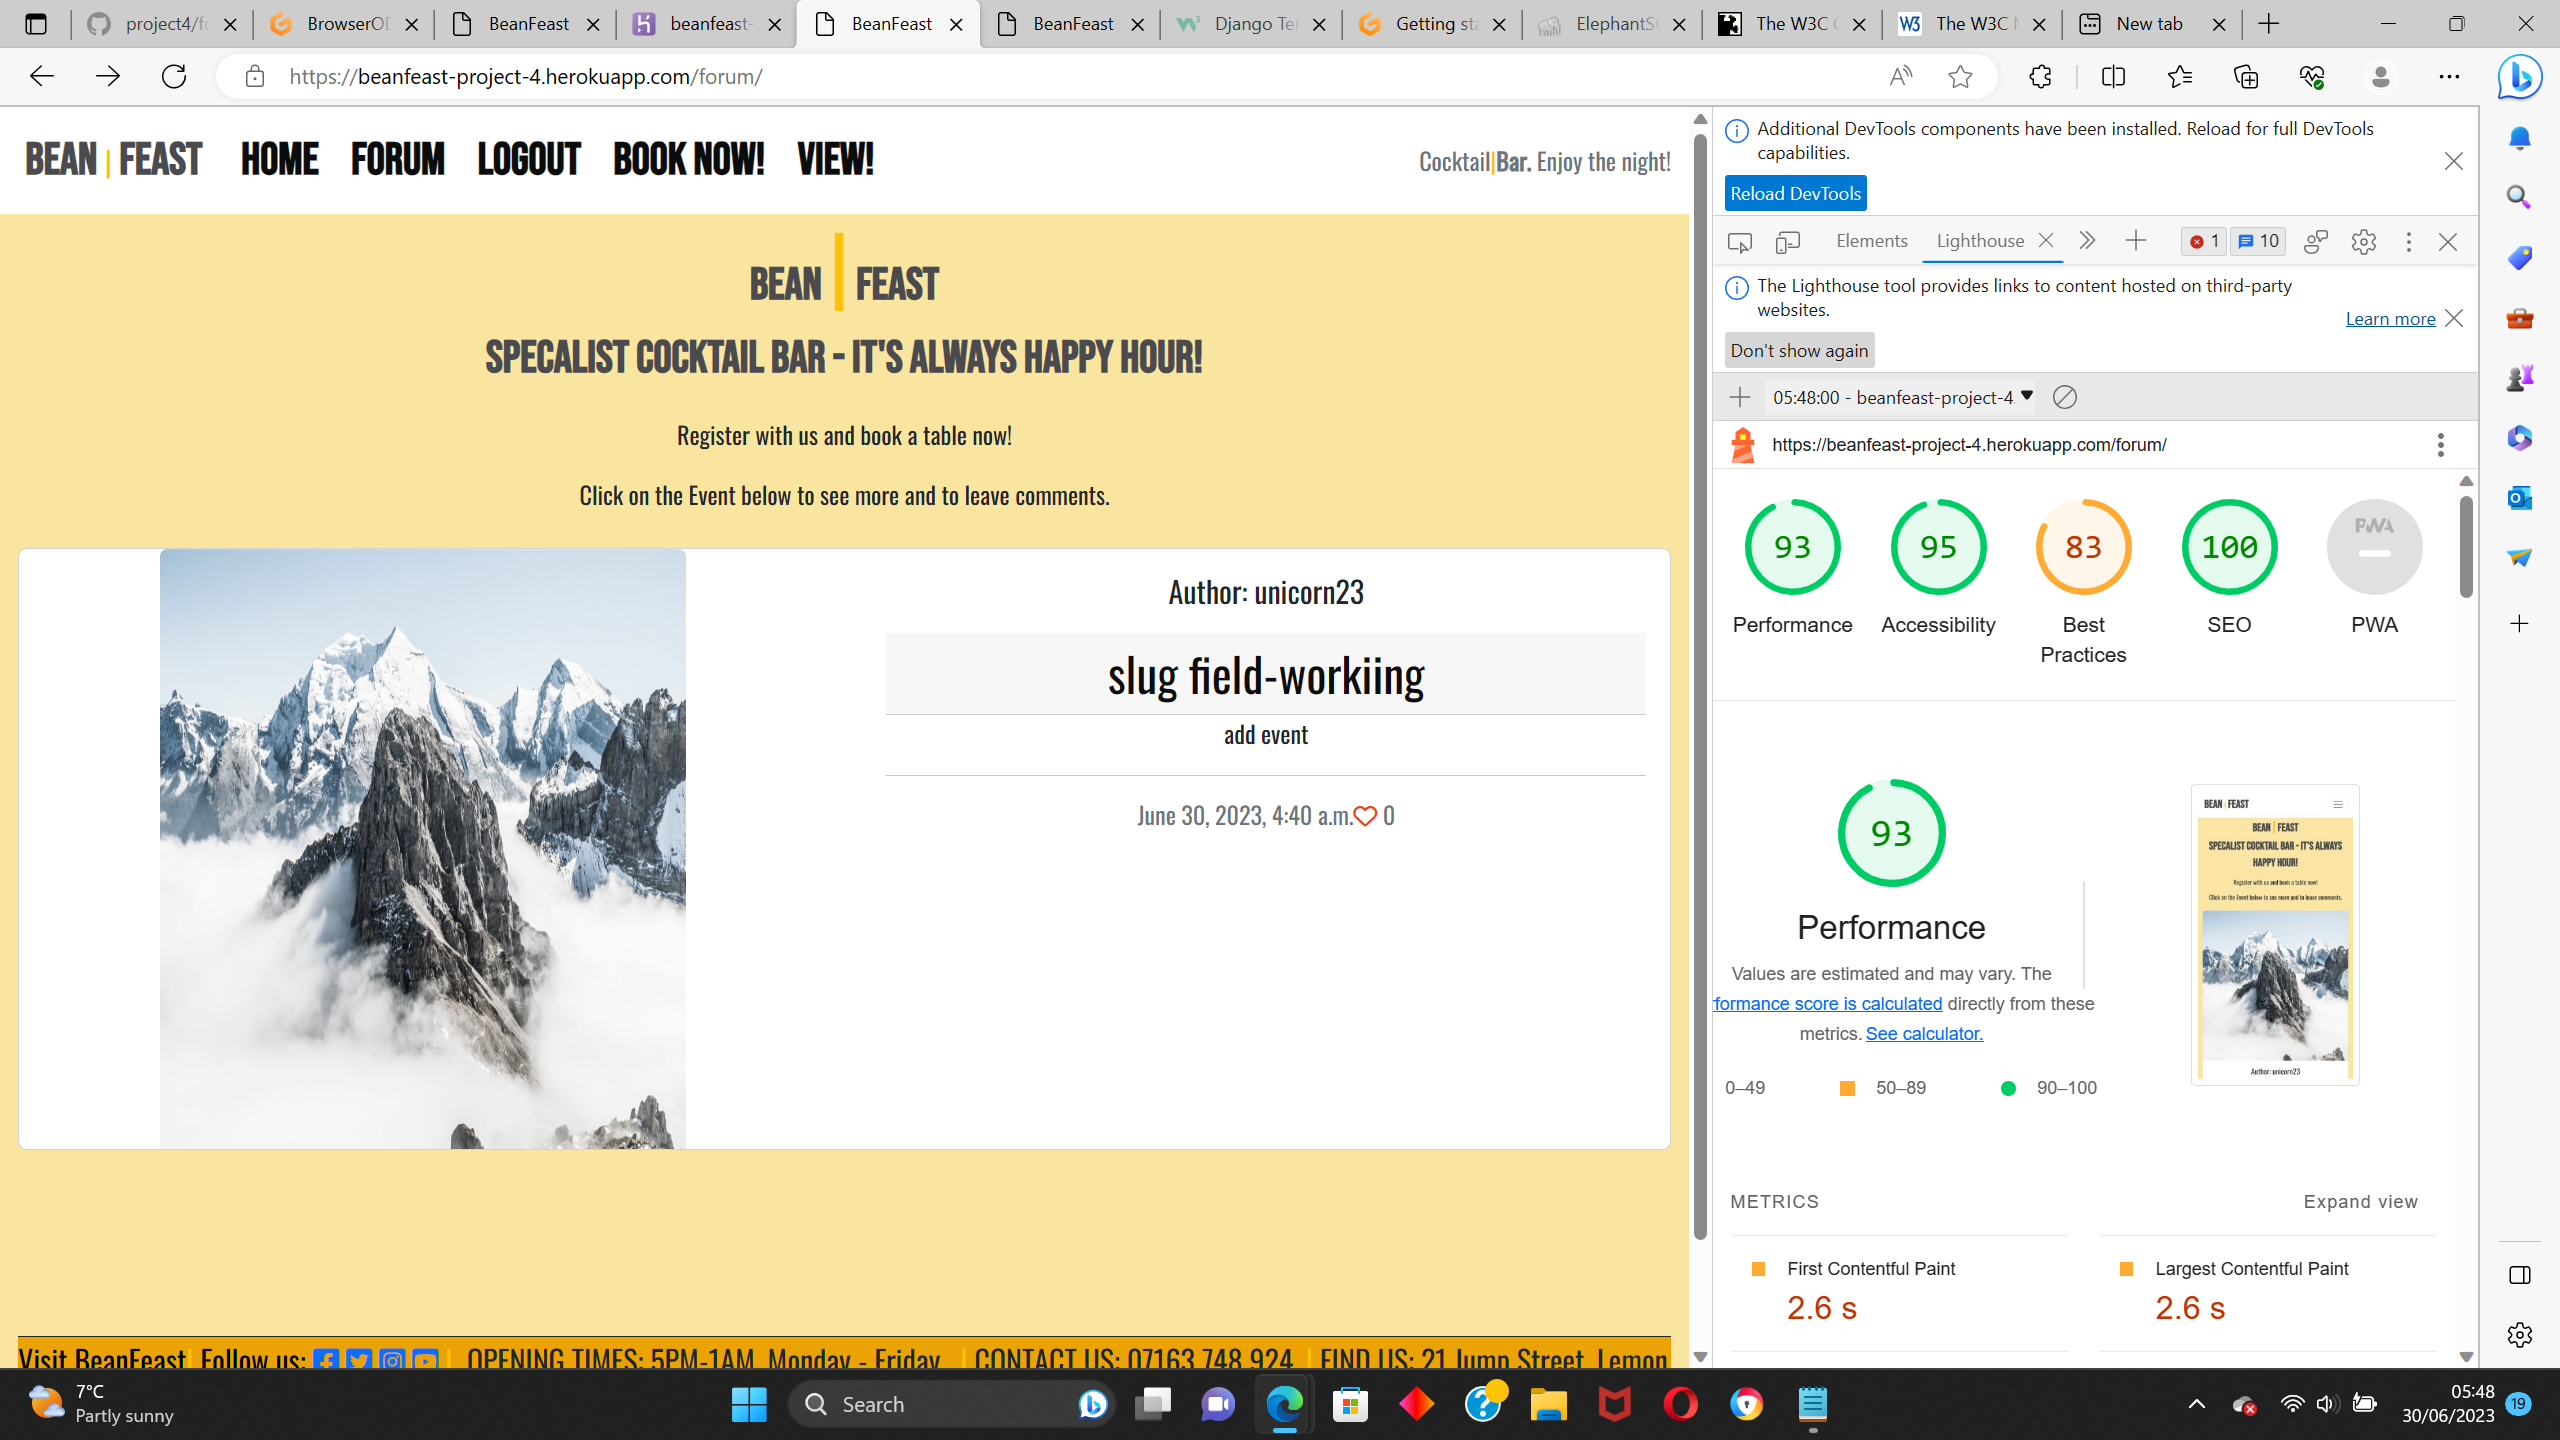 project4/fo
BrowserOD
BeanFeast
beanfeast-
BeanFeast
BeanFeast
Django Te
Getting sta
ElephantS
The W3C
The W3C
New tab
https://beanfeast-project-4.herokuapp.com/forum/
BEAN | FEAST HOME FORUM LOGOUT BOOK NOW! VIEW!
Cocktail|Bar. Enjoy the night!
BEAN | FEAST
SPECALIST COCKTAIL BAR - IT'S ALWAYS HAPPY HOUR!
Register with us and book a table now!
Click on the Event below to see more and to leave comments.
Author: unicorn23
slug field-workiing
add event
June 30, 2023, 4:40 a.m. 0
Visit BeanFeast| Follow us: | OPENING TIMES: 5PM-1AM, Monday - Friday | CONTACT US: 07163 748 924 | FIND US: 21 Jump Street, Lemon
Additional DevTools components have been installed. Reload for full DevTools
capabilities.
Reload DevTools
Elements Lighthouse 1 10
The Lighthouse tool provides links to content hosted on third-party
websites.
Learn more
Don't show again
05:48:00 - beanfeast-project-4
https://beanfeast-project-4.herokuapp.com/forum/
93 95 83 100 PWA
Performance Accessibility Best SEO PWA
Practices
93
Performance
Values are estimated and may vary. The
formance score is calculated directly from these
metrics. See calculator.
0–49 50–89 90–100
BEAN | FEAST
BEAN | FEAST
SPECALIST COCKTAIL BAR - IT'S ALWAYS
HAPPY HOUR!
Register with us and book a table now!
Click on the Event below to see more and to leave comments.
Author: unicorn23
METRICS Expand view
First Contentful Paint
2.6 s
Largest Contentful Paint
2.6 s
7°C
Partly sunny
Search
05:48
30/06/2023
19